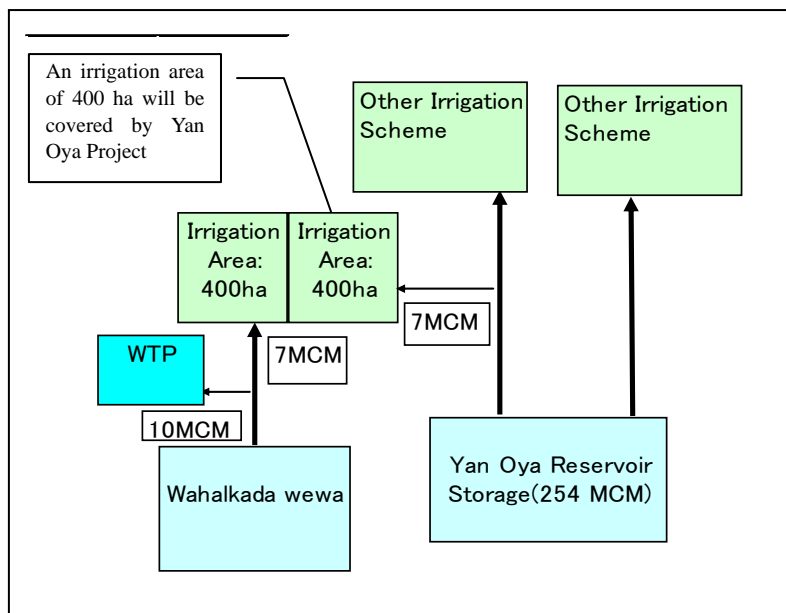 An irrigation area
of 400 ha will be
covered by Yan
Oya Project
Other Irrigation
Scheme
Other Irrigation
Scheme
Irrigation
Area:
400ha
Irrigation
Area:
400ha
7MCM
WTP
7MCM
10MCM
Wahalkada wewa
Yan Oya Reservoir
Storage(254 MCM)